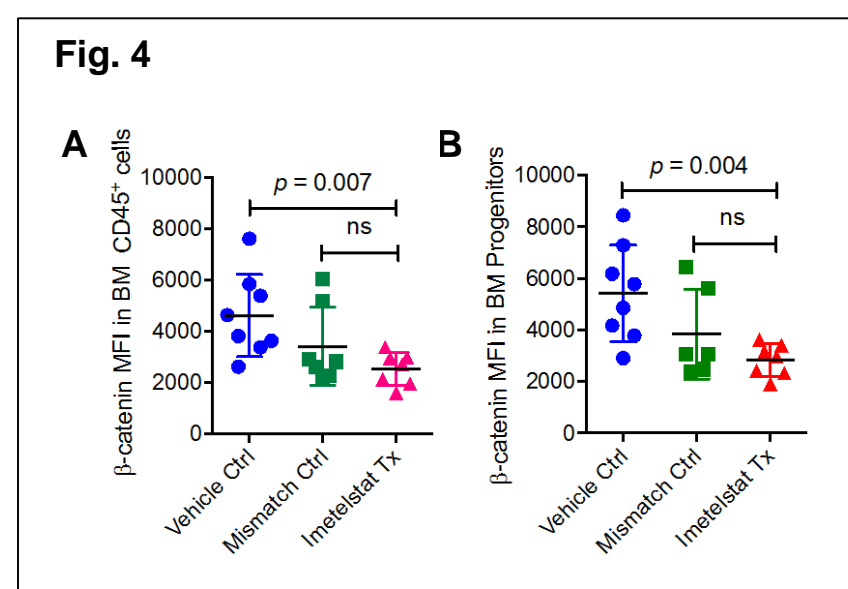 Fig. 4
A
β-catenin MFI in BM CD45⁺ cells
10000
8000
6000
4000
2000
0
p = 0.007
ns
Vehicle Ctrl
Mismatch Ctrl
Imetelstat Tx
B
β-catenin MFI in BM Progenitors
10000
8000
6000
4000
2000
0
p = 0.004
ns
Vehicle Ctrl
Mismatch Ctrl
Imetelstat Tx